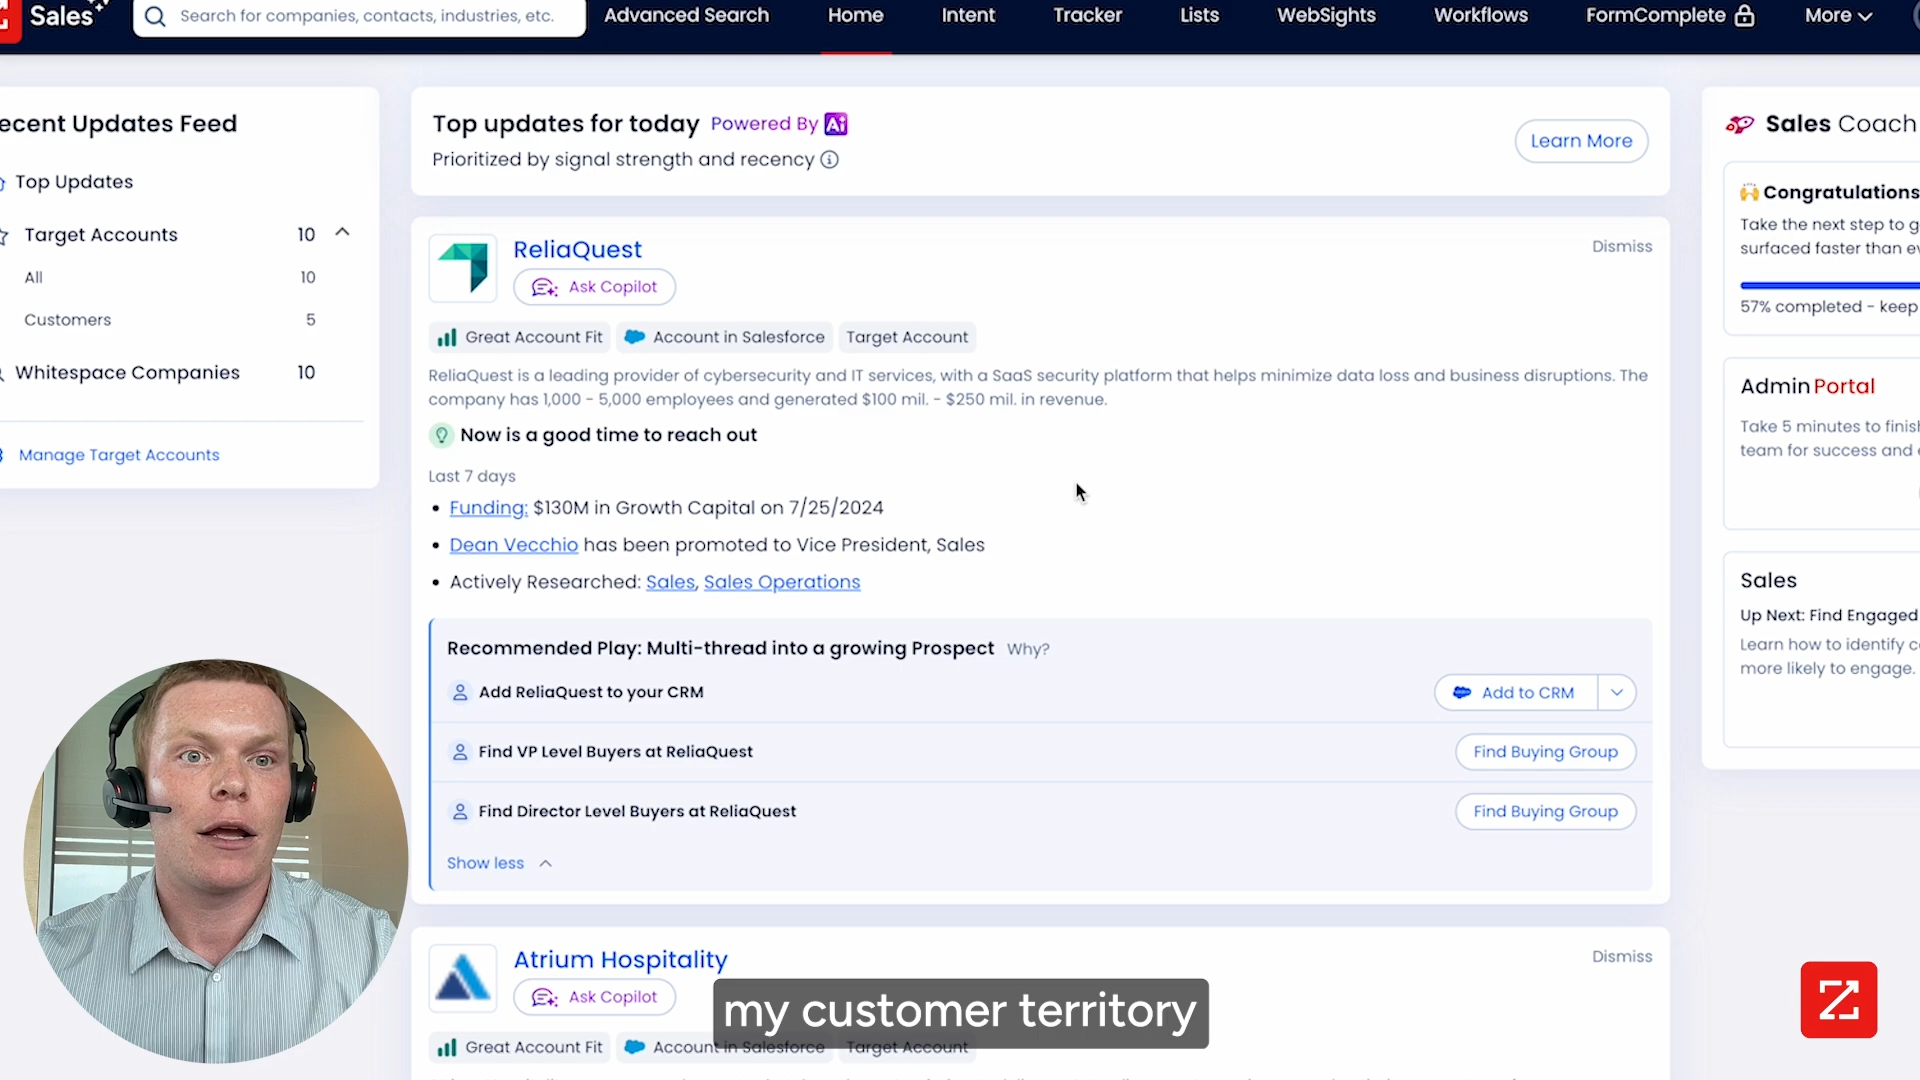 Sales
Search for companies, contacts, industries, etc.
Advanced Search
Home
Intent
Tracker
Lists
WebSights
Workflows
FormComplete
More
ecent Updates Feed
Top Updates
Target Accounts 10
All 10
Customers 5
Whitespace Companies 10
Manage Target Accounts
Top updates for today Powered By Ai
Prioritized by signal strength and recency
Learn More
ReliaQuest
Dismiss
Ask Copilot
Great Account Fit
Account in Salesforce
Target Account
ReliaQuest is a leading provider of cybersecurity and IT services, with a SaaS security platform that helps minimize data loss and business disruptions. The
company has 1,000 - 5,000 employees and generated $100 mil. - $250 mil. in revenue.
Now is a good time to reach out
Last 7 days
• Funding: $130M in Growth Capital on 7/25/2024
• Dean Vecchio has been promoted to Vice President, Sales
• Actively Researched: Sales, Sales Operations
Recommended Play: Multi-thread into a growing Prospect Why?
Add ReliaQuest to your CRM
Add to CRM
Find VP Level Buyers at ReliaQuest
Find Buying Group
Find Director Level Buyers at ReliaQuest
Find Buying Group
Show less
Atrium Hospitality
Dismiss
Ask Copilot
Great Account Fit
Account in Salesforce
Target Account
my customer territory
Sales Coach
Congratulations
Take the next step to g
surfaced faster than ev
57% completed - keep
Admin Portal
Take 5 minutes to finish
team for success and e
Sales
Up Next: Find Engaged
Learn how to identify c
more likely to engage.